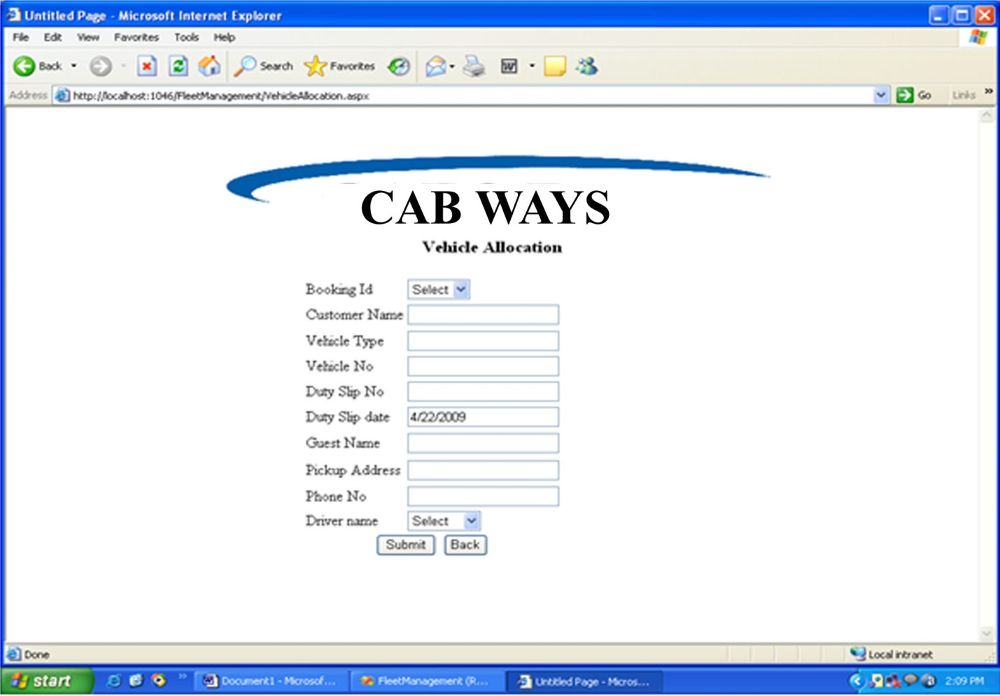 Untitled Page - Microsoft Internet Explorer
File Edit View Favorites Tools Help
Back Search Favorites
Address http://localhost:1046/FleetManagement/VehicleAllocation.aspx Go Links »
CAB WAYS
Vehicle Allocation
Booking Id Select
Customer Name
Vehicle Type
Vehicle No
Duty Slip No
Duty Slip date 4/22/2009
Guest Name
Pickup Address
Phone No
Driver name Select
Submit Back
Done Local intranet
start » Document1 - Microsof... FleetManagement (R... Untitled Page - Micros... 2:09 PM